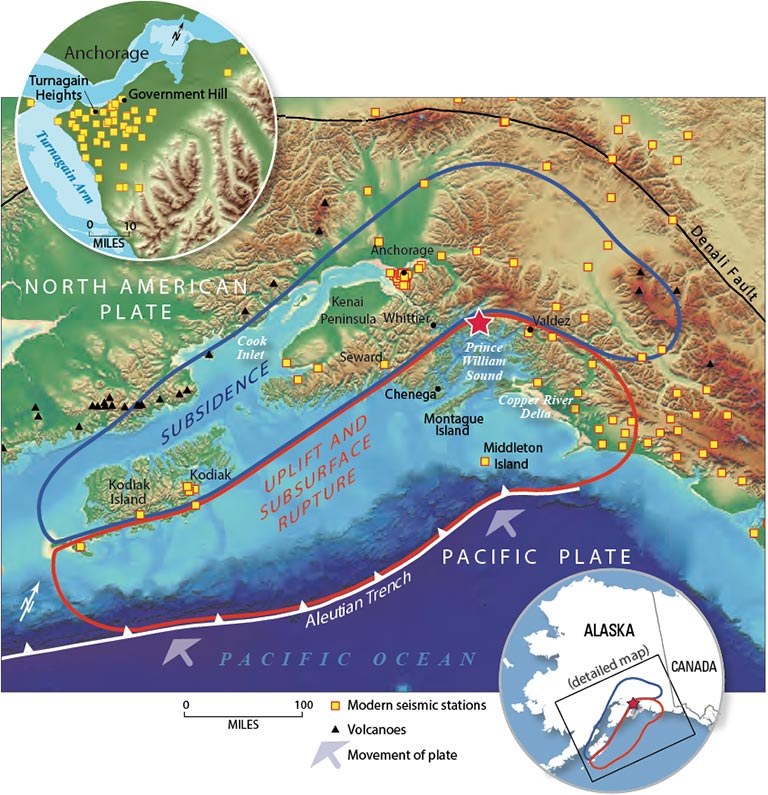 Anchorage
N
Turnagain
Heights
Government Hill
Turnagain Arm
0 10
MILES
Denali Fault
NORTH AMERICAN
PLATE
Anchorage
Kenai
Peninsula
Whittier
Valdez
Cook
Inlet
Prince
William
Sound
Seward
SUBSIDENCE
Chenega
Copper River
Delta
Montague
Island
UPLIFT AND
SUBSURFACE
RUPTURE
Middleton
Island
Kodiak
Island
Kodiak
PACIFIC PLATE
N
Aleutian Trench
PACIFIC OCEAN
ALASKA
CANADA
(detailed map)
0 100
MILES
Modern seismic stations
Volcanoes
Movement of plate